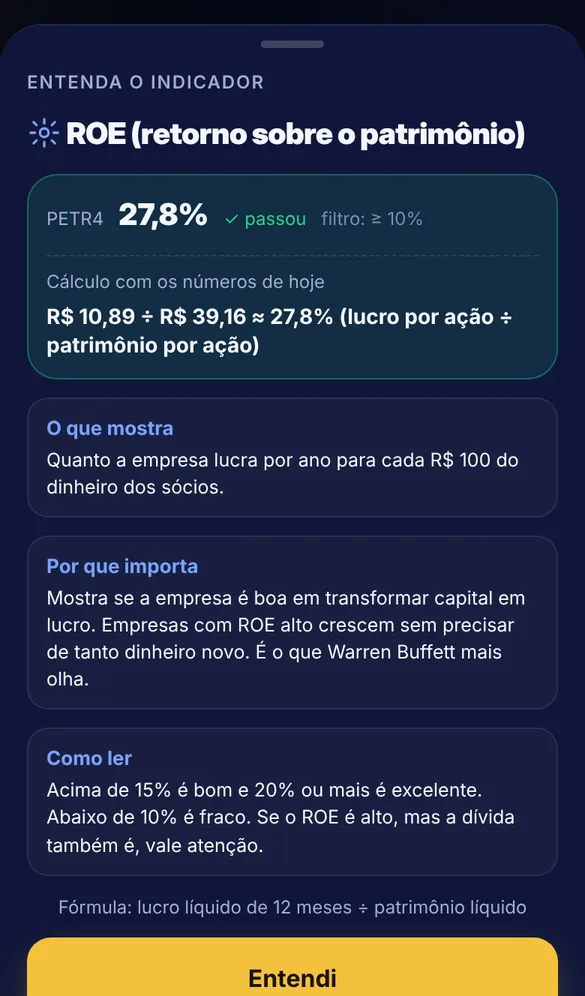 ENTENDA O INDICADOR
ROE (retorno sobre o patrimônio)
PETR4 27,8% ✓ passou filtro: ≥ 10%
Cálculo com os números de hoje
R$ 10,89 ÷ R$ 39,16 ≈ 27,8% (lucro por ação ÷
patrimônio por ação)
O que mostra
Quanto a empresa lucra por ano para cada R$ 100 do
dinheiro dos sócios.
Por que importa
Mostra se a empresa é boa em transformar capital em
lucro. Empresas com ROE alto crescem sem precisar
de tanto dinheiro novo. É o que Warren Buffett mais
olha.
Como ler
Acima de 15% é bom e 20% ou mais é excelente.
Abaixo de 10% é fraco. Se o ROE é alto, mas a dívida
também é, vale atenção.
Fórmula: lucro líquido de 12 meses ÷ patrimônio líquido
Entendi